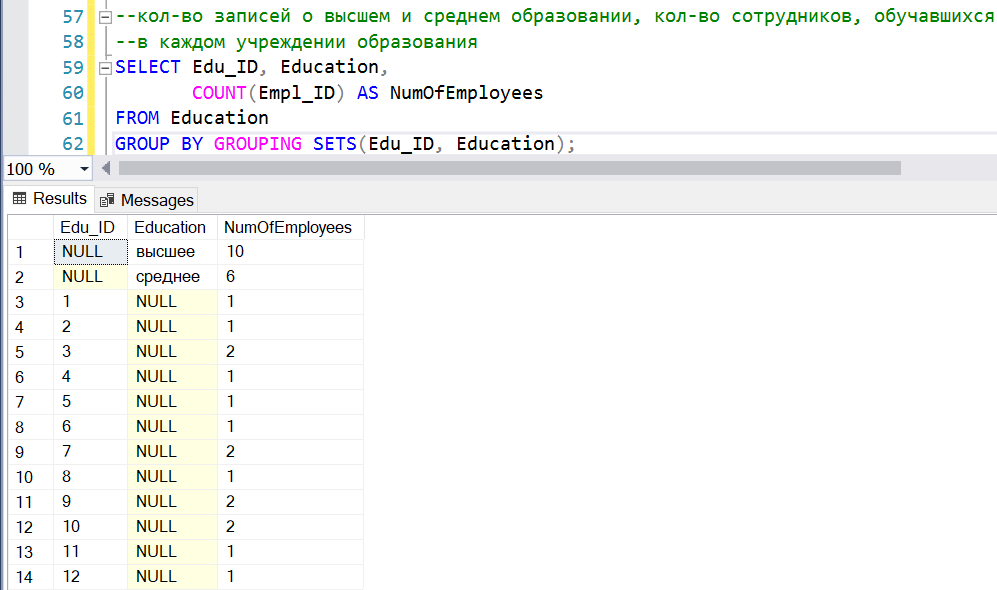 57 --кол-во записей о высшем и среднем образовании, кол-во сотрудников, обучавшихся
58 --в каждом учреждении образования
59 SELECT Edu_ID, Education,
60 COUNT(Empl_ID) AS NumOfEmployees
61 FROM Education
62 GROUP BY GROUPING SETS(Edu_ID, Education);
100 %
Results Messages
Edu_ID Education NumOfEmployees
1 NULL высшее 10
2 NULL среднее 6
3 1 NULL 1
4 2 NULL 1
5 3 NULL 2
6 4 NULL 1
7 5 NULL 1
8 6 NULL 1
9 7 NULL 2
10 8 NULL 1
11 9 NULL 2
12 10 NULL 2
13 11 NULL 1
14 12 NULL 1